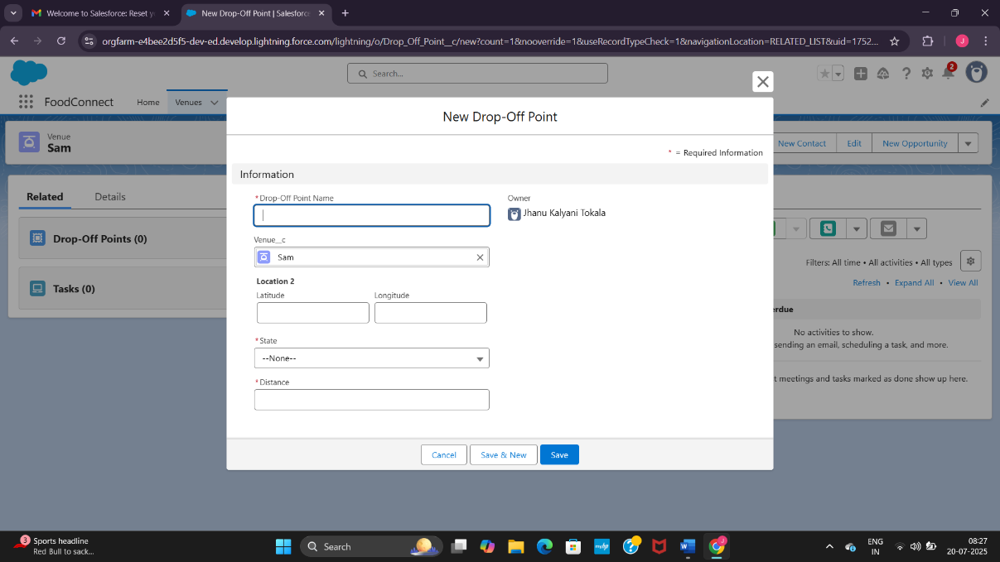 Welcome to Salesforce: Reset y
New Drop-Off Point | Salesforce
orgfarm-e4bee2d5f5-dev-ed.develop.lightning.force.com/lightning/o/Drop_Off_Point__c/new?count=1&nooverride=1&useRecordTypeCheck=1&navigationLocation=RELATED_LIST&uid=1752...
J
Search...
2
FoodConnect
Home
Venues
Venue
Sam
New Contact
Edit
New Opportunity
Related
Details
Drop-Off Points (0)
Tasks (0)
Filters: All time • All activities • All types
Refresh • Expand All • View All
erdue
No activities to show.
sending an email, scheduling a task, and more.
t meetings and tasks marked as done show up here.
New Drop-Off Point
* = Required Information
Information
*Drop-Off Point Name
Owner
Jhanu Kalyani Tokala
Venue__c
Sam
Location 2
Latitude
Longitude
*State
--None--
*Distance
Cancel
Save & New
Save
3
Sports headline
Red Bull to sack...
Search
myhp
J
ENG
IN
08:27
20-07-2025